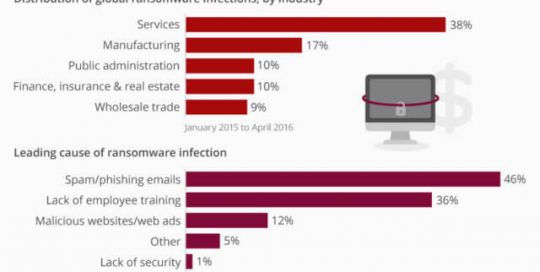 Distribution of global ransomware infections, by industry
Services 38%
Manufacturing 17%
Public administration 10%
Finance, insurance & real estate 10%
Wholesale trade 9%
January 2015 to April 2016
$
Leading cause of ransomware infection
Spam/phishing emails 46%
Lack of employee training 36%
Malicious websites/web ads 12%
Other 5%
Lack of security 1%